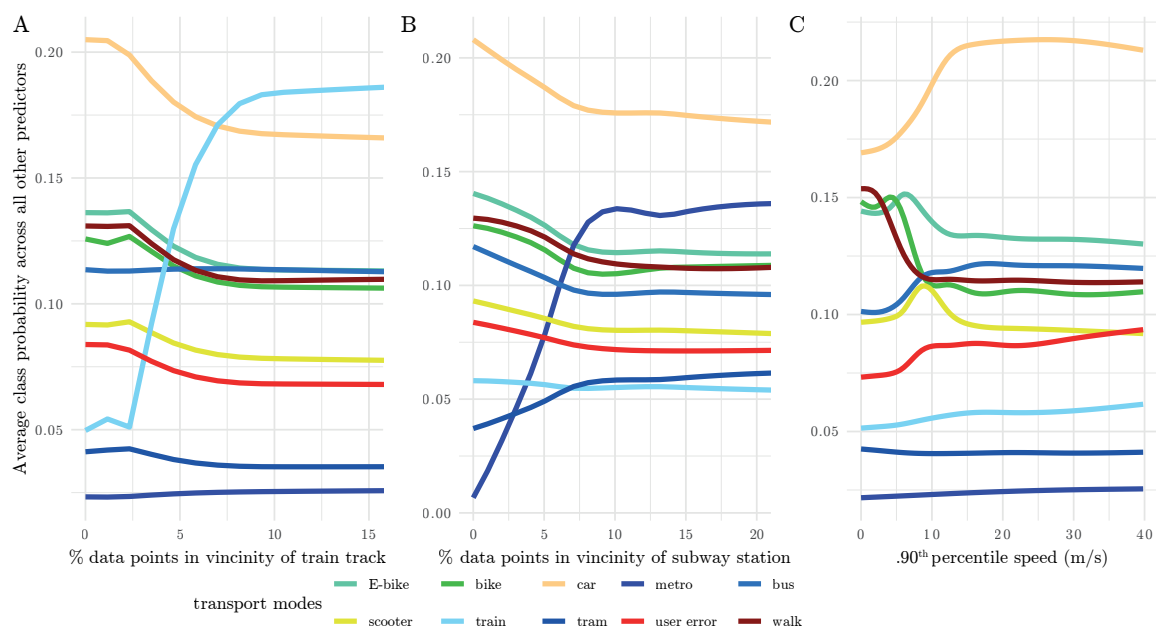 A
B
C
Average class probability across all other predictors
0.20
0.15
0.10
0.05
0 5 10 15
% data points in vincinity of train track
0.20
0.15
0.10
0.05
0.00
0 5 10 15 20
% data points in vincinity of subway station
0.20
0.15
0.10
0.05
0 10 20 30 40
.90th percentile speed (m/s)
transport modes
E-bike bike car metro bus
scooter train tram user error walk